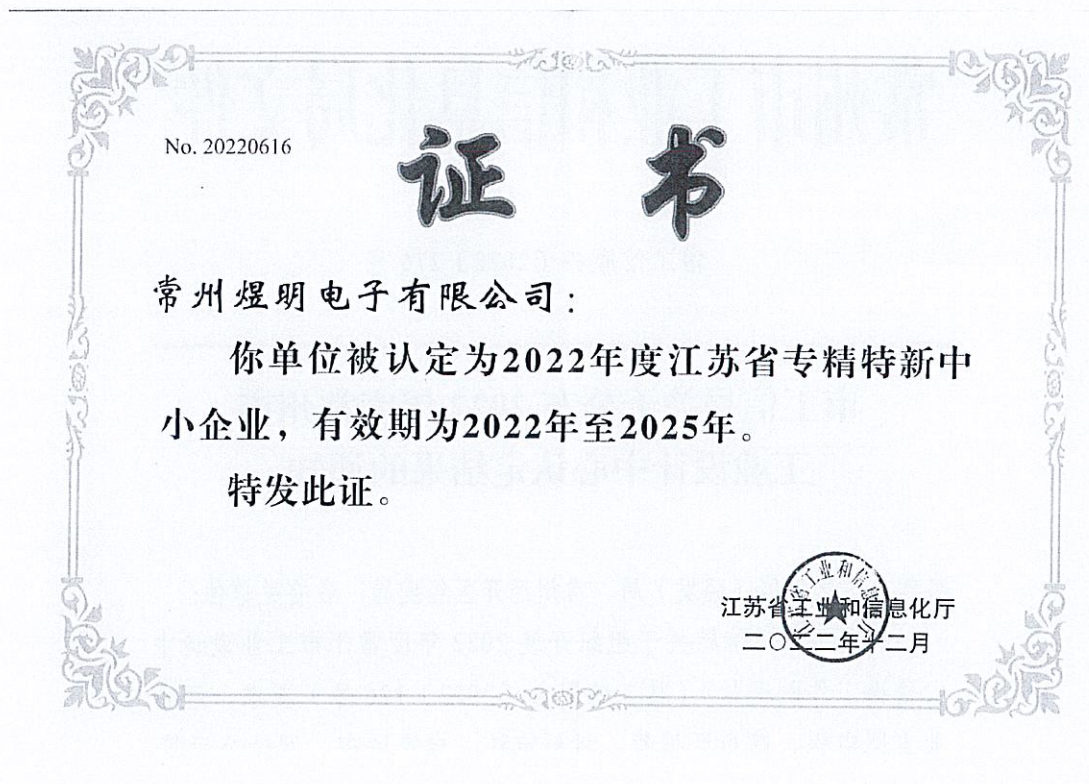 No. 20220616
证 书
常州煜明电子有限公司：
你单位被认定为2022年度江苏省专精特新中
小企业，有效期为2022年至2025年。
特发此证。
江苏省工业和信息化厅
二〇二二年十二月